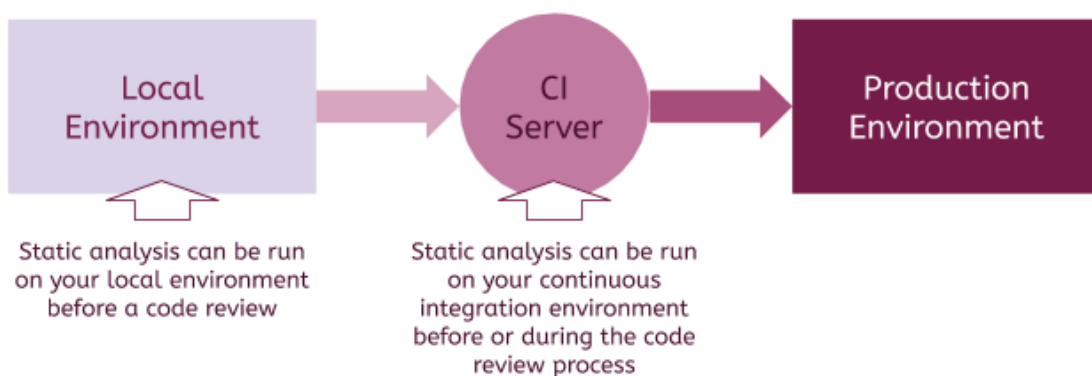 Local
Environment
CI
Server
Production
Environment
Static analysis can be run
on your local environment
before a code review
Static analysis can be run
on your continuous
integration environment
before or during the code
review process